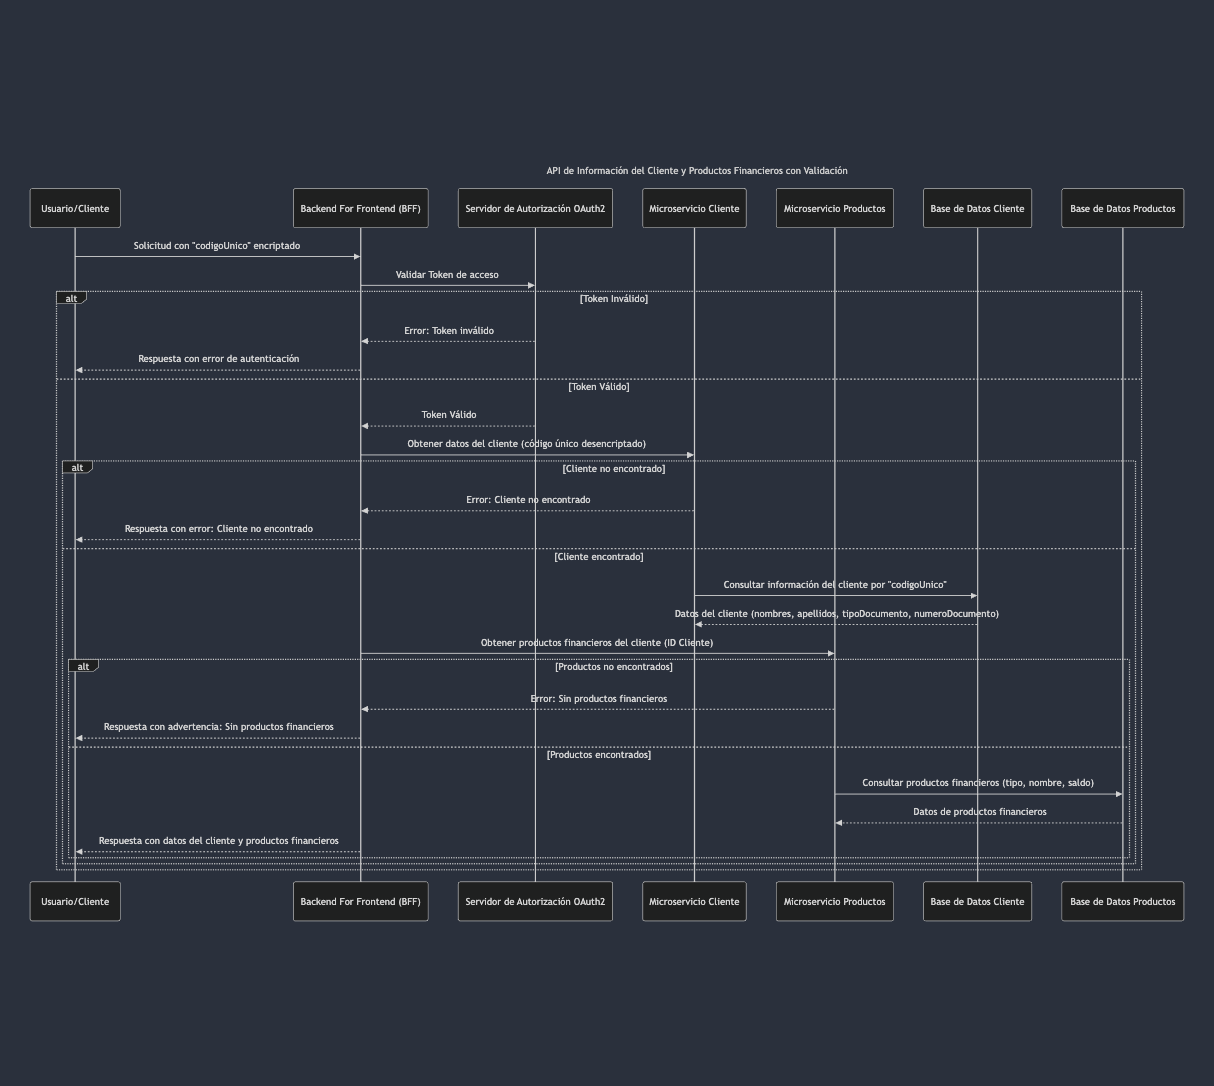 API de Información del Cliente y Productos Financieros con Validación
Usuario/Cliente
Backend For Frontend (BFF)
Servidor de Autorización OAuth2
Microservicio Cliente
Microservicio Productos
Base de Datos Cliente
Base de Datos Productos
Solicitud con "codigoUnico" encriptado
Validar Token de acceso
alt
[Token Inválido]
Error: Token inválido
Respuesta con error de autenticación
[Token Válido]
Token Válido
Obtener datos del cliente (código único desencriptado)
alt
[Cliente no encontrado]
Error: Cliente no encontrado
Respuesta con error: Cliente no encontrado
[Cliente encontrado]
Consultar información del cliente por "codigoUnico"
Datos del cliente (nombres, apellidos, tipoDocumento, numeroDocumento)
Obtener productos financieros del cliente (ID Cliente)
alt
[Productos no encontrados]
Error: Sin productos financieros
Respuesta con advertencia: Sin productos financieros
[Productos encontrados]
Consultar productos financieros (tipo, nombre, saldo)
Datos de productos financieros
Respuesta con datos del cliente y productos financieros
Usuario/Cliente
Backend For Frontend (BFF)
Servidor de Autorización OAuth2
Microservicio Cliente
Microservicio Productos
Base de Datos Cliente
Base de Datos Productos